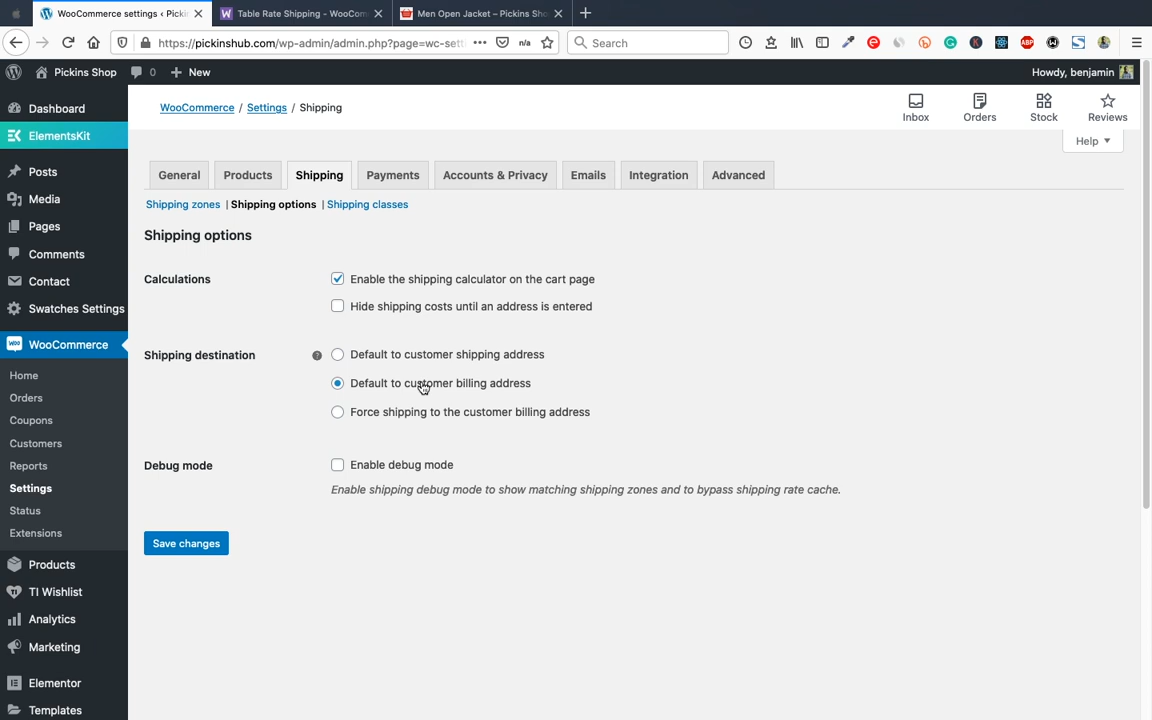 WooCommerce settings ‹ Picki
Table Rate Shipping - WooCom
Men Open Jacket – Pickins Sho
https://pickinshub.com/wp-admin/admin.php?page=wc-sett
n/a
Search
ABP
Pickins Shop
0
New
Howdy, benjamin
WooCommerce / Settings / Shipping
Inbox
Orders
Stock
Reviews
Help
General
Products
Shipping
Payments
Accounts & Privacy
Emails
Integration
Advanced
Shipping zones | Shipping options | Shipping classes
Shipping options
Calculations
Enable the shipping calculator on the cart page
Hide shipping costs until an address is entered
Shipping destination
Default to customer shipping address
Default to customer billing address
Force shipping to the customer billing address
Debug mode
Enable debug mode
Enable shipping debug mode to show matching shipping zones and to bypass shipping rate cache.
Save changes
Dashboard
ElementsKit
Posts
Media
Pages
Comments
Contact
Swatches Settings
WooCommerce
Home
Orders
Coupons
Customers
Reports
Settings
Status
Extensions
Products
TI Wishlist
Analytics
Marketing
Elementor
Templates